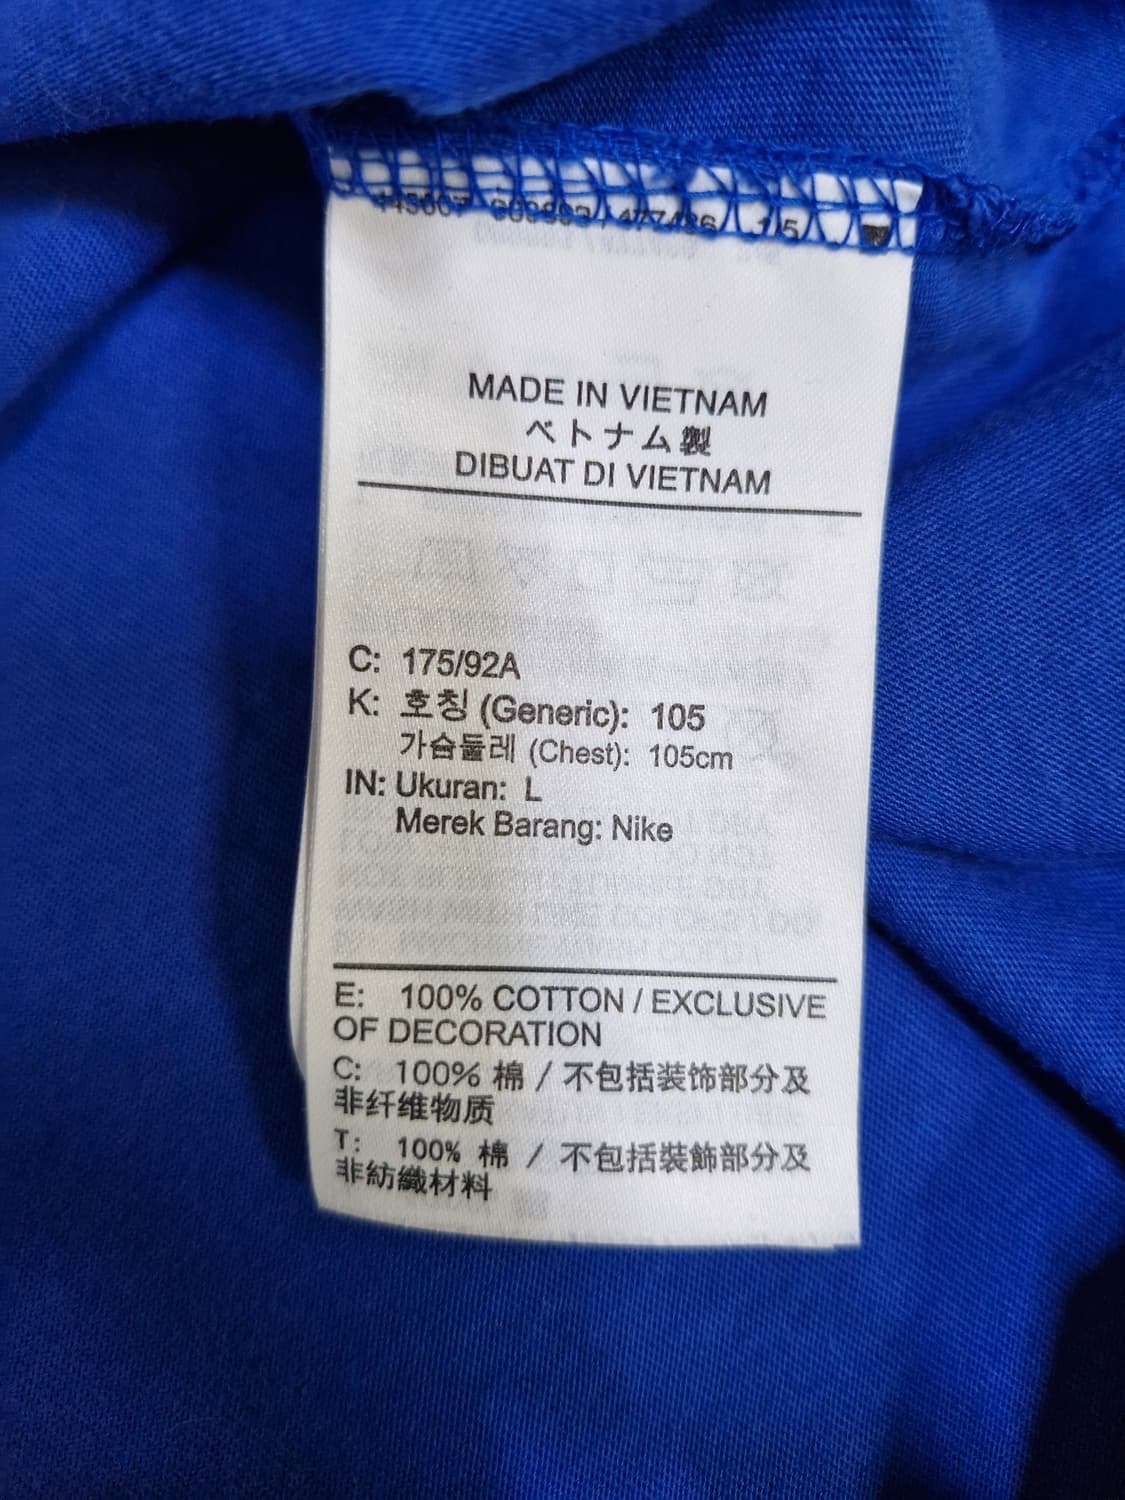 MADE IN VIETNAM
ベトナム製
DIBUAT DI VIETNAM
C: 175/92A
K: 호칭 (Generic): 105
가슴둘레 (Chest): 105cm
IN: Ukuran: L
Merek Barang: Nike
E: 100% COTTON / EXCLUSIVE
OF DECORATION
C: 100% 棉 / 不包括装饰部分及
非纤维物质
T: 100% 棉 / 不包括裝飾部分及
非紡織材料